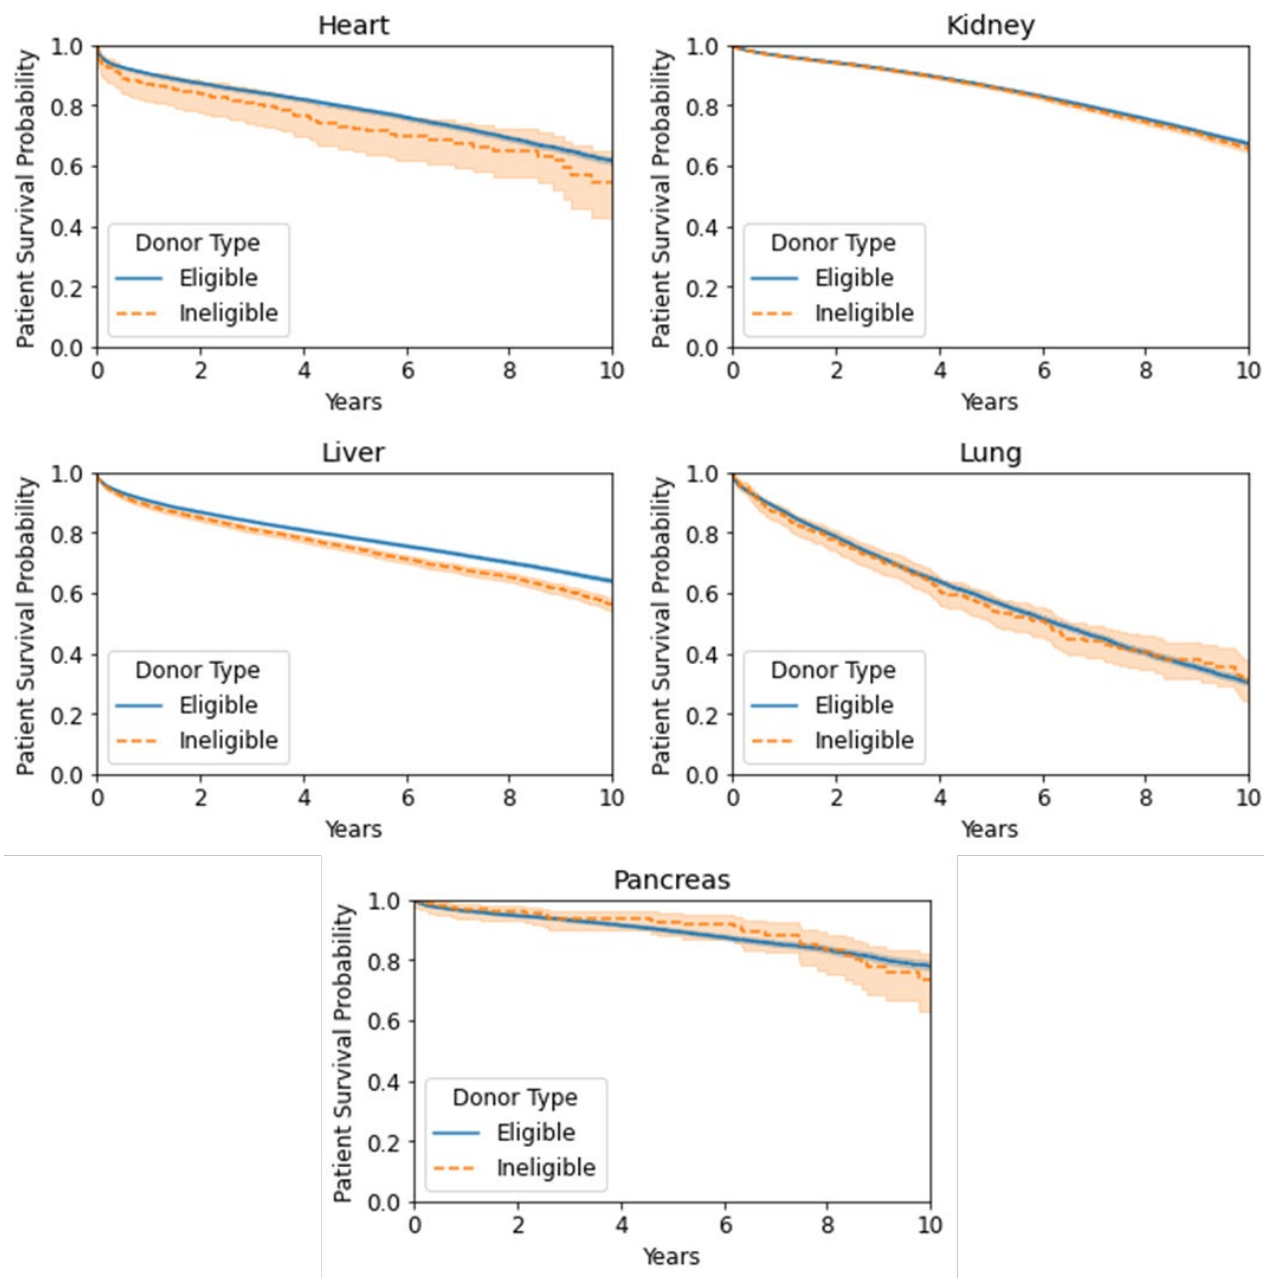 Heart
Patient Survival Probability
1.0
0.8
0.6
0.4
0.2
0.0
Donor Type
Eligible
Ineligible
0 2 4 6 8 10
Years
Kidney
Patient Survival Probability
1.0
0.8
0.6
0.4
0.2
0.0
Donor Type
Eligible
Ineligible
0 2 4 6 8 10
Years
Liver
Patient Survival Probability
1.0
0.8
0.6
0.4
0.2
0.0
Donor Type
Eligible
Ineligible
0 2 4 6 8 10
Years
Lung
Patient Survival Probability
1.0
0.8
0.6
0.4
0.2
0.0
Donor Type
Eligible
Ineligible
0 2 4 6 8 10
Years
Pancreas
Patient Survival Probability
1.0
0.8
0.6
0.4
0.2
0.0
Donor Type
Eligible
Ineligible
0 2 4 6 8 10
Years